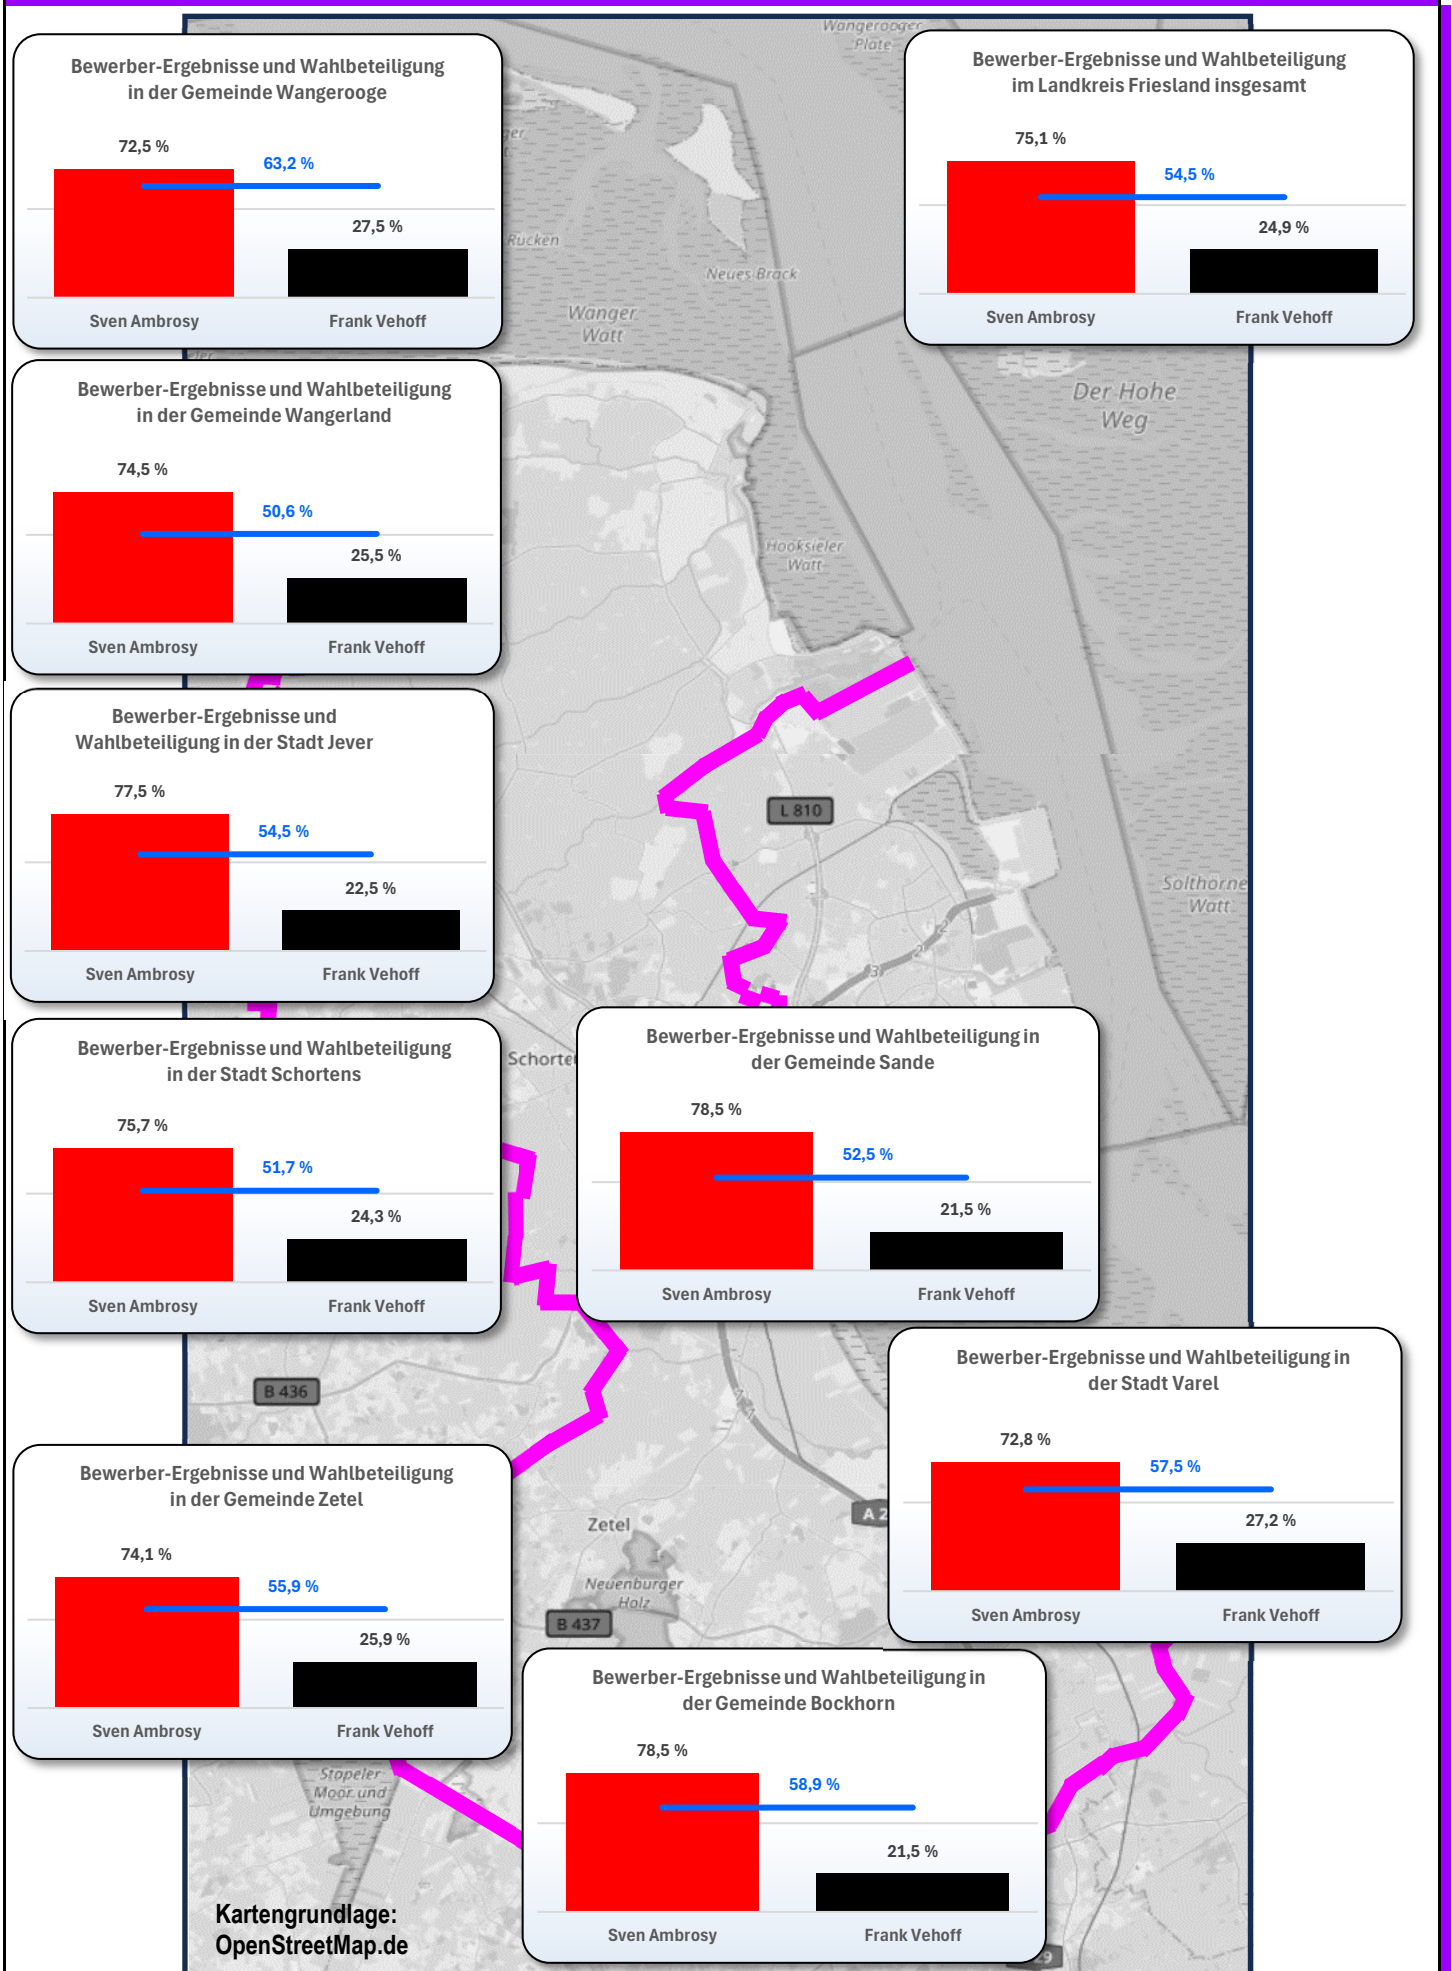 Wangerooger
Plate
Bewerber-Ergebnisse und Wahlbeteiligung
in der Gemeinde Wangerooge
72,5 %
63,2 %
27,5 %
Sven Ambrosy
Frank Vehoff
Bewerber-Ergebnisse und Wahlbeteiligung
im Landkreis Friesland insgesamt
75,1 %
54,5 %
24,9 %
Sven Ambrosy
Frank Vehoff
Rücken
Neues Brack
Wanger
Watt
Der Hohe
Weg
Bewerber-Ergebnisse und Wahlbeteiligung
in der Gemeinde Wangerland
74,5 %
50,6 %
25,5 %
Sven Ambrosy
Frank Vehoff
Hooksieler
Watt
Bewerber-Ergebnisse und
Wahlbeteiligung in der Stadt Jever
77,5 %
54,5 %
22,5 %
Sven Ambrosy
Frank Vehoff
L 810
Solthörne
Watt
2
2
3
Bewerber-Ergebnisse und Wahlbeteiligung
in der Stadt Schortens
75,7 %
51,7 %
24,3 %
Sven Ambrosy
Frank Vehoff
Schorte
Bewerber-Ergebnisse und Wahlbeteiligung in
der Gemeinde Sande
78,5 %
52,5 %
21,5 %
Sven Ambrosy
Frank Vehoff
B 436
Bewerber-Ergebnisse und Wahlbeteiligung in
der Stadt Varel
72,8 %
57,5 %
27,2 %
Sven Ambrosy
Frank Vehoff
Bewerber-Ergebnisse und Wahlbeteiligung
in der Gemeinde Zetel
74,1 %
55,9 %
25,9 %
Sven Ambrosy
Frank Vehoff
A 2
Zetel
Neuenburger
Holz
B 437
Bewerber-Ergebnisse und Wahlbeteiligung in
der Gemeinde Bockhorn
78,5 %
58,9 %
21,5 %
Sven Ambrosy
Frank Vehoff
Stapeler
Moor und
Umgebung
Kartengrundlage:
OpenStreetMap.de